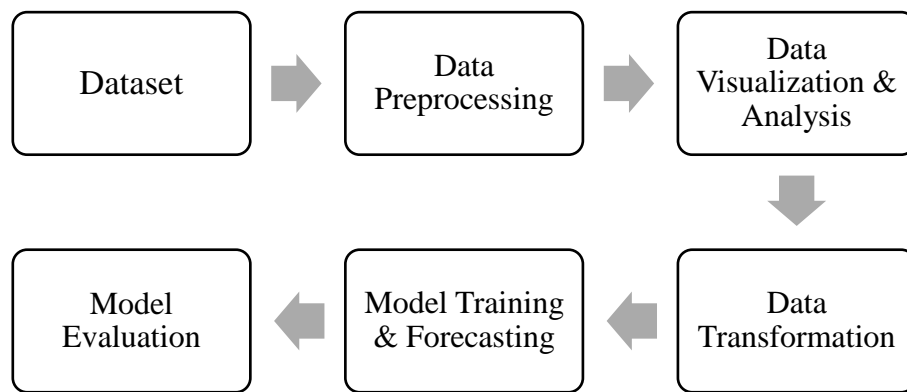 Dataset
Data
Preprocessing
Data
Visualization &
Analysis
Data
Transformation
Model Training
& Forecasting
Model
Evaluation